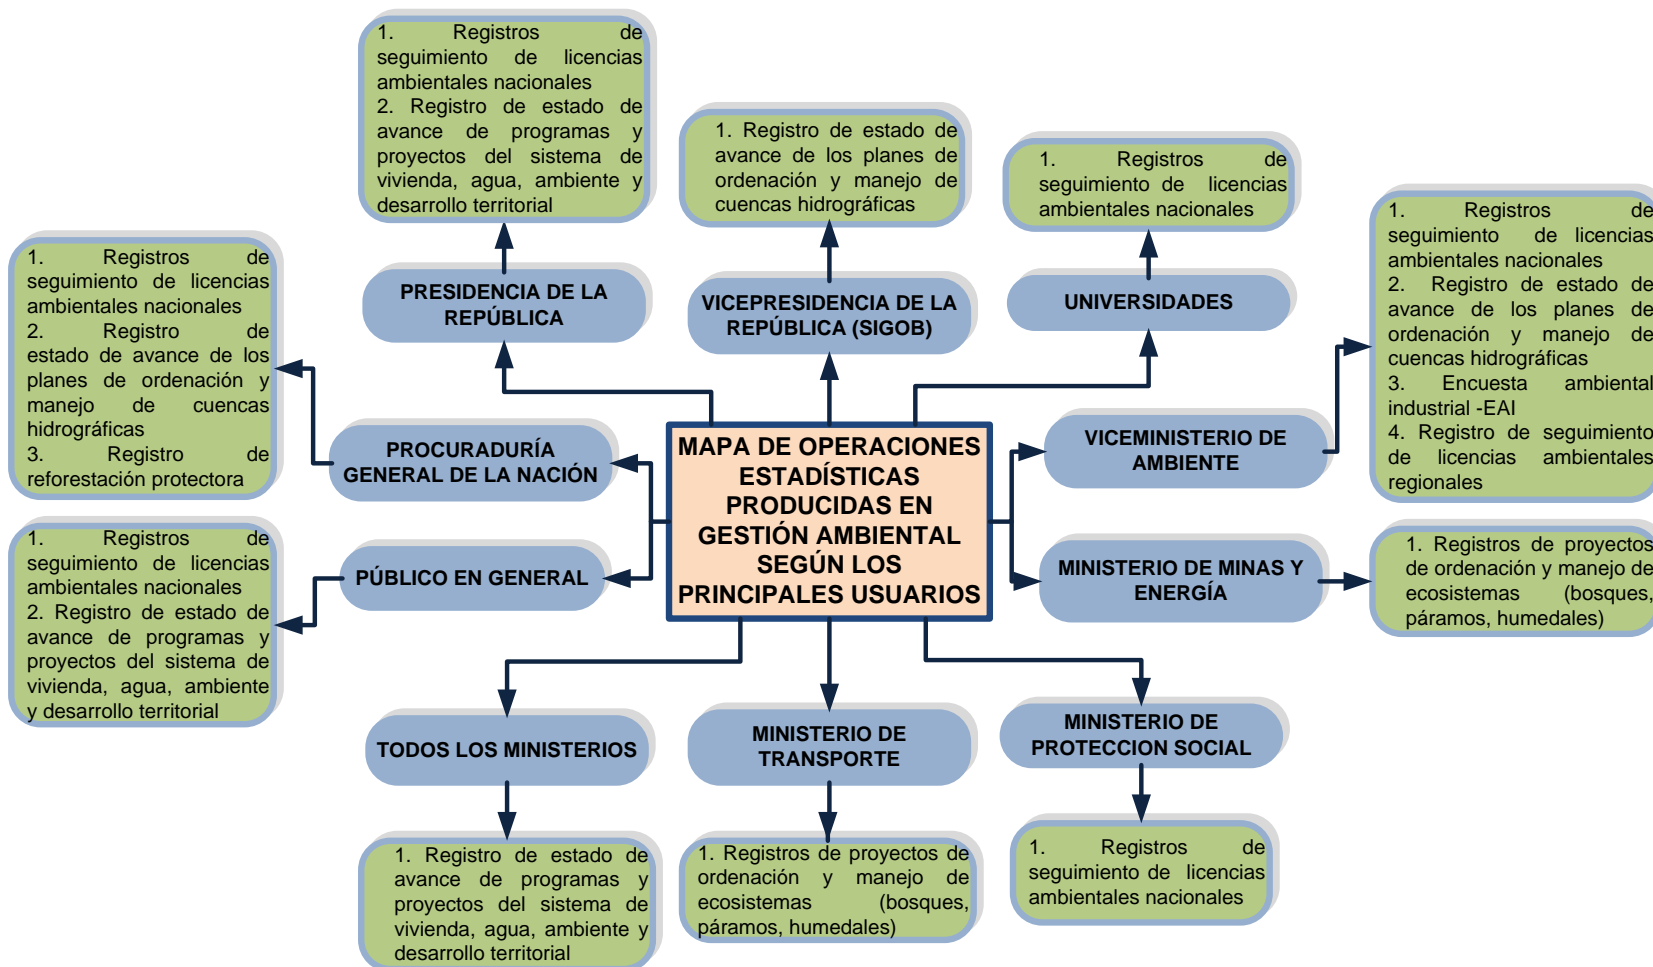 1. Registros de
seguimiento de licencias
ambientales nacionales
2. Registro de estado de
avance de programas y
proyectos del sistema de
vivienda, agua, ambiente y
desarrollo territorial
1. Registro de estado de
avance de los planes de
ordenación y manejo de
cuencas hidrográficas
1. Registros de
seguimiento de licencias
ambientales nacionales
1. Registros de
seguimiento de licencias
ambientales nacionales
2. Registro de estado de
avance de los planes de
ordenación y manejo de
cuencas hidrográficas
3. Encuesta ambiental
industrial -EAI
4. Registro de seguimiento
de licencias ambientales
regionales
1. Registros de
seguimiento de licencias
ambientales nacionales
2. Registro de
estado de avance de los
planes de ordenación y
manejo de cuencas
hidrográficas
3. Registro de
reforestación protectora
PRESIDENCIA DE LA
REPÚBLICA
VICEPRESIDENCIA DE LA
REPÚBLICA (SIGOB)
UNIVERSIDADES
PROCURADURÍA
GENERAL DE LA NACIÓN
MAPA DE OPERACIONES
ESTADÍSTICAS
PRODUCIDAS EN
GESTIÓN AMBIENTAL
SEGÚN LOS
PRINCIPALES USUARIOS
VICEMINISTERIO DE
AMBIENTE
1. Registros de
seguimiento de licencias
ambientales nacionales
2. Registro de estado de
avance de programas y
proyectos del sistema de
vivienda, agua, ambiente
y desarrollo territorial
PÚBLICO EN GENERAL
MINISTERIO DE MINAS Y
ENERGÍA
1. Registros de proyectos
de ordenación y manejo de
ecosistemas (bosques,
páramos, humedales)
TODOS LOS MINISTERIOS
MINISTERIO DE
TRANSPORTE
MINISTERIO DE
PROTECCION SOCIAL
1. Registro de estado de
avance de programas y
proyectos del sistema de
vivienda, agua, ambiente y
desarrollo territorial
1. Registros de proyectos de
ordenación y manejo de
ecosistemas (bosques,
páramos, humedales)
1. Registros de
seguimiento de licencias
ambientales nacionales